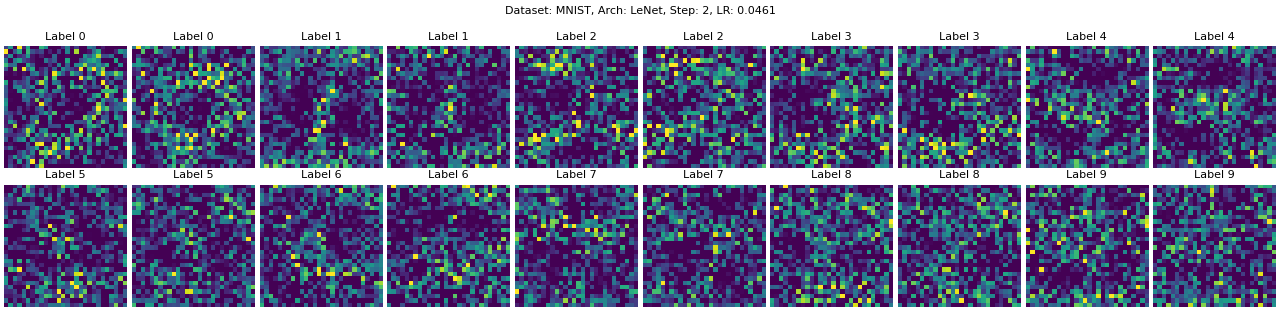 Dataset: MNIST, Arch: LeNet, Step: 2, LR: 0.0461
Label 0 Label 0 Label 1 Label 1 Label 2 Label 2 Label 3 Label 3 Label 4 Label 4
Label 5 Label 5 Label 6 Label 6 Label 7 Label 7 Label 8 Label 8 Label 9 Label 9